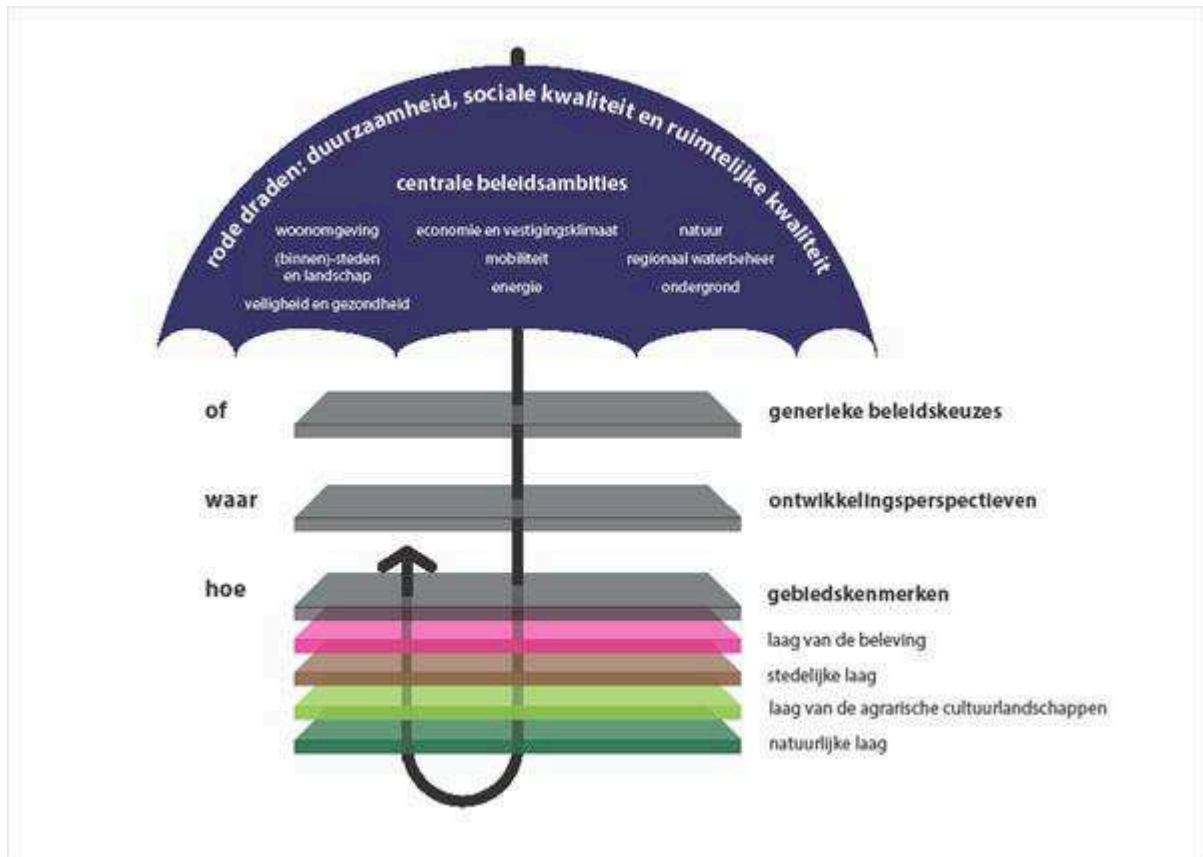 rode draden: duurzaamheid, sociale kwaliteit en ruimtelijke kwaliteit
centrale beleidsambities
woonomgeving
(binnen)-steden
en landschap
veiligheid en gezondheid
economie en vestigingsklimaat
mobiliteit
energie
natuur
regionaal waterbeheer
ondergrond
of
generieke beleidskeuzes
waar
ontwikkelingsperspectieven
hoe
gebiedskenmerken
laag van de beleving
stedelijke laag
laag van de agrarische cultuurlandschappen
natuurlijke laag